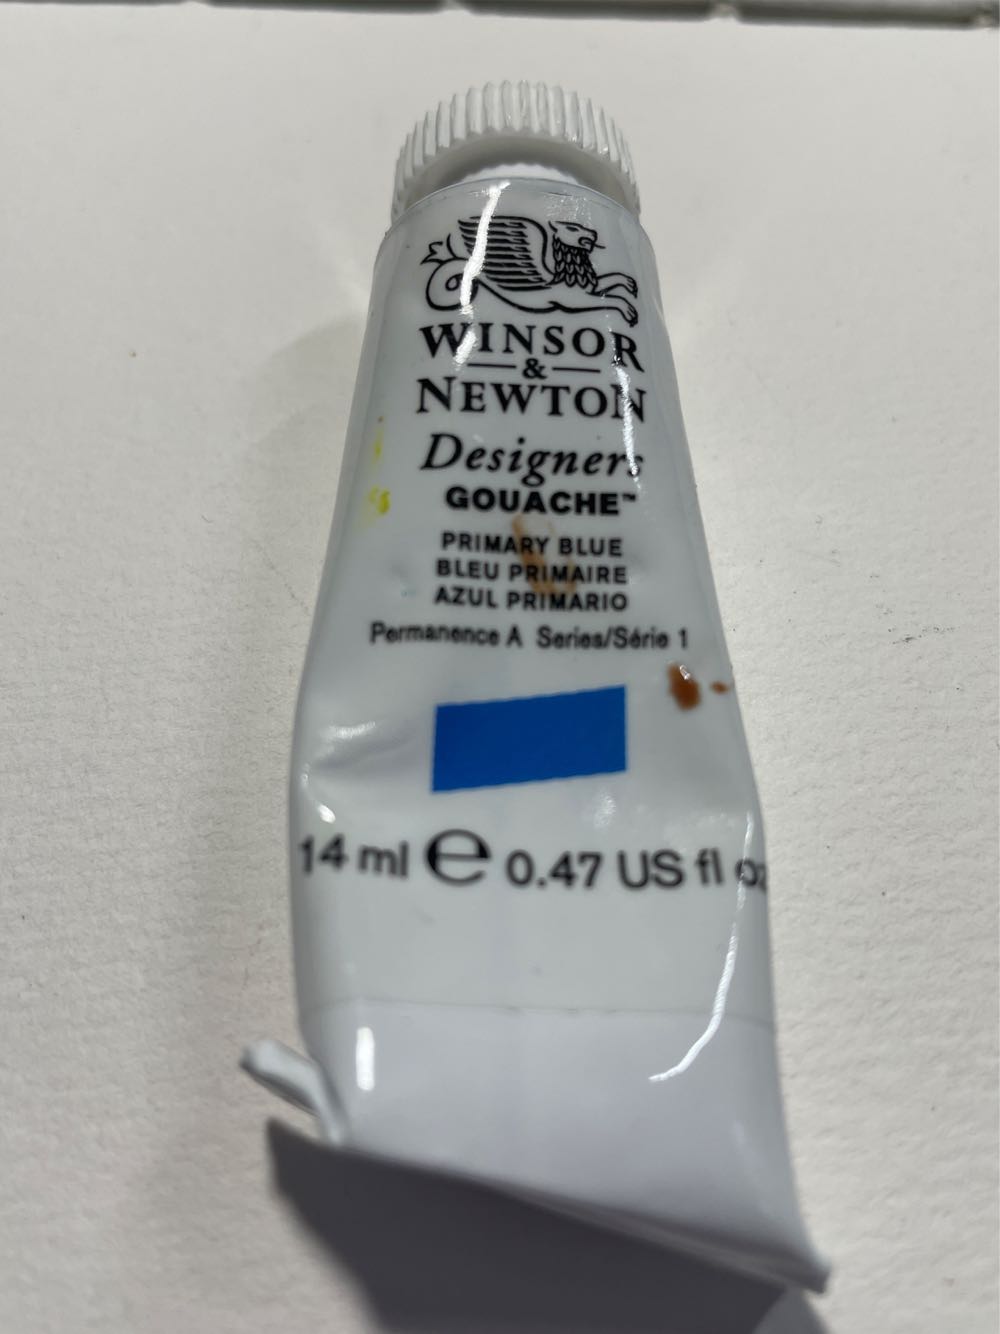 WINSOR
&
NEWTON
Designers
GOUACHE™
PRIMARY BLUE
BLEU PRIMAIRE
AZUL PRIMARIO
Permanence A Series/Série 1
14 ml ℮ 0.47 US fl oz